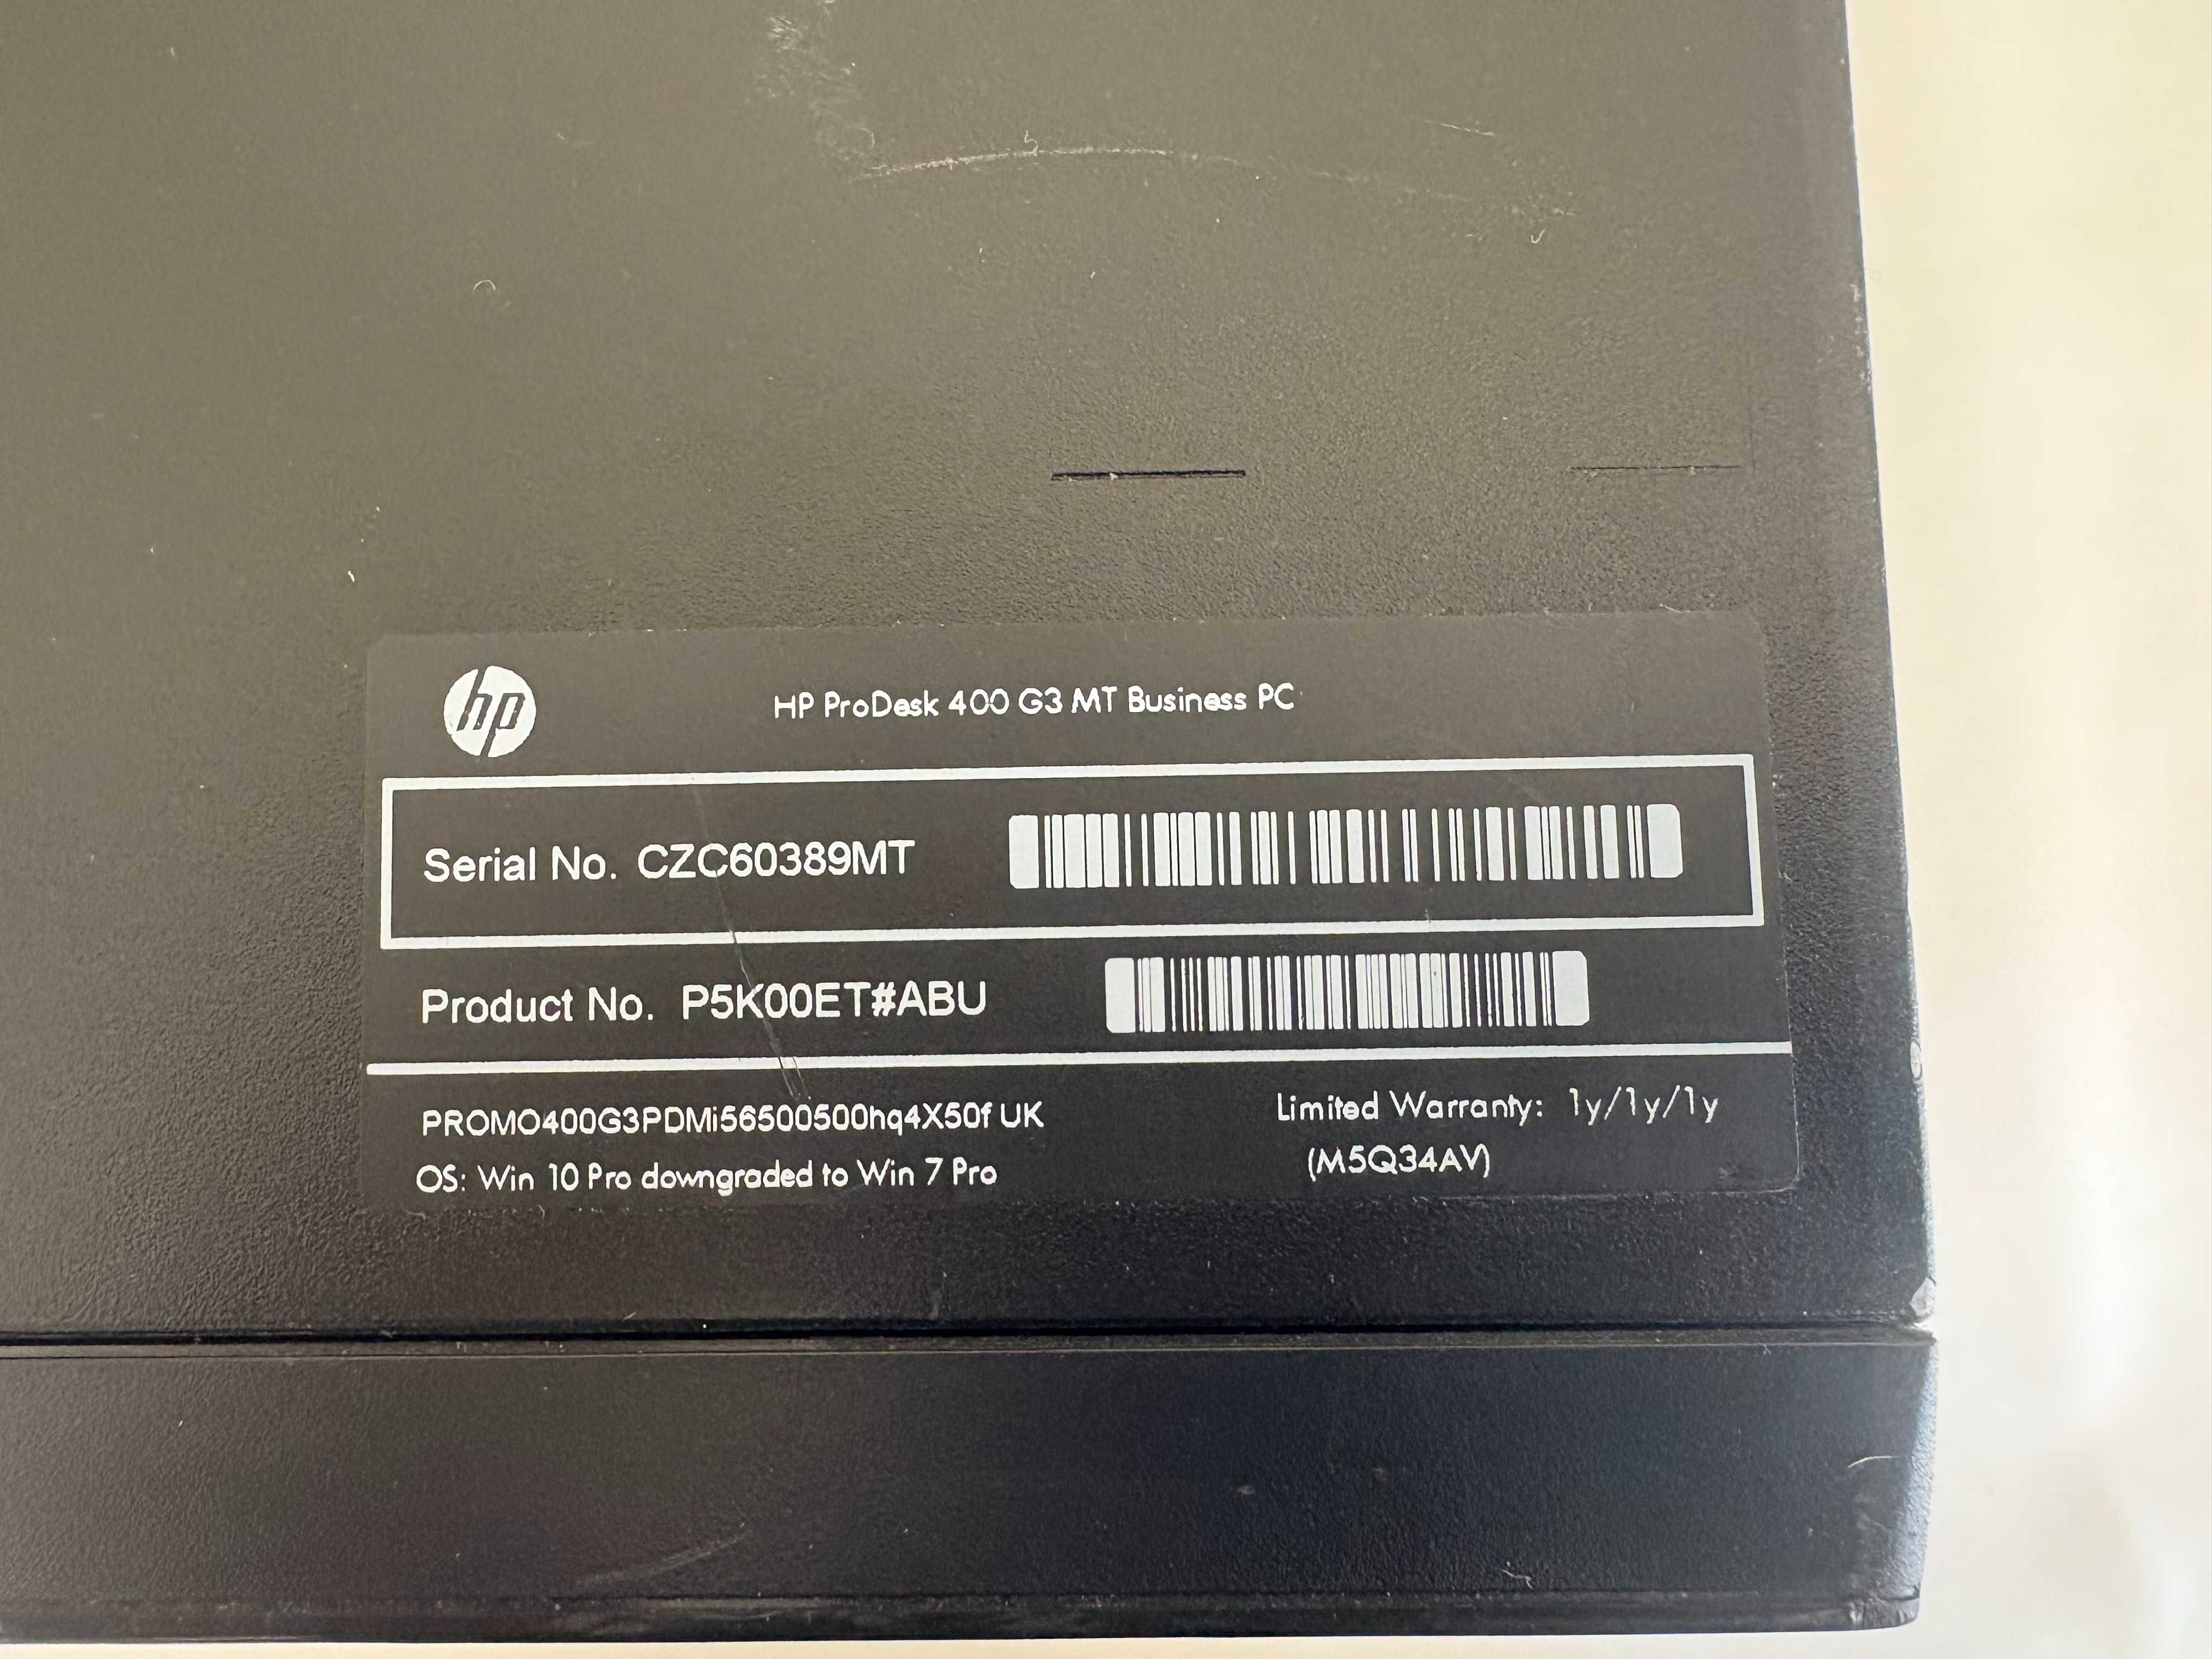 hp
HP ProDesk 400 G3 MT Business PC
Serial No. CZC60389MT
Product No. P5K00ET#ABU
PROMO400G3PDMi56500500hq4X50f UK
Limited Warranty: 1y/1y/1y
(M5Q34AV)
OS: Win 10 Pro downgraded to Win 7 Pro